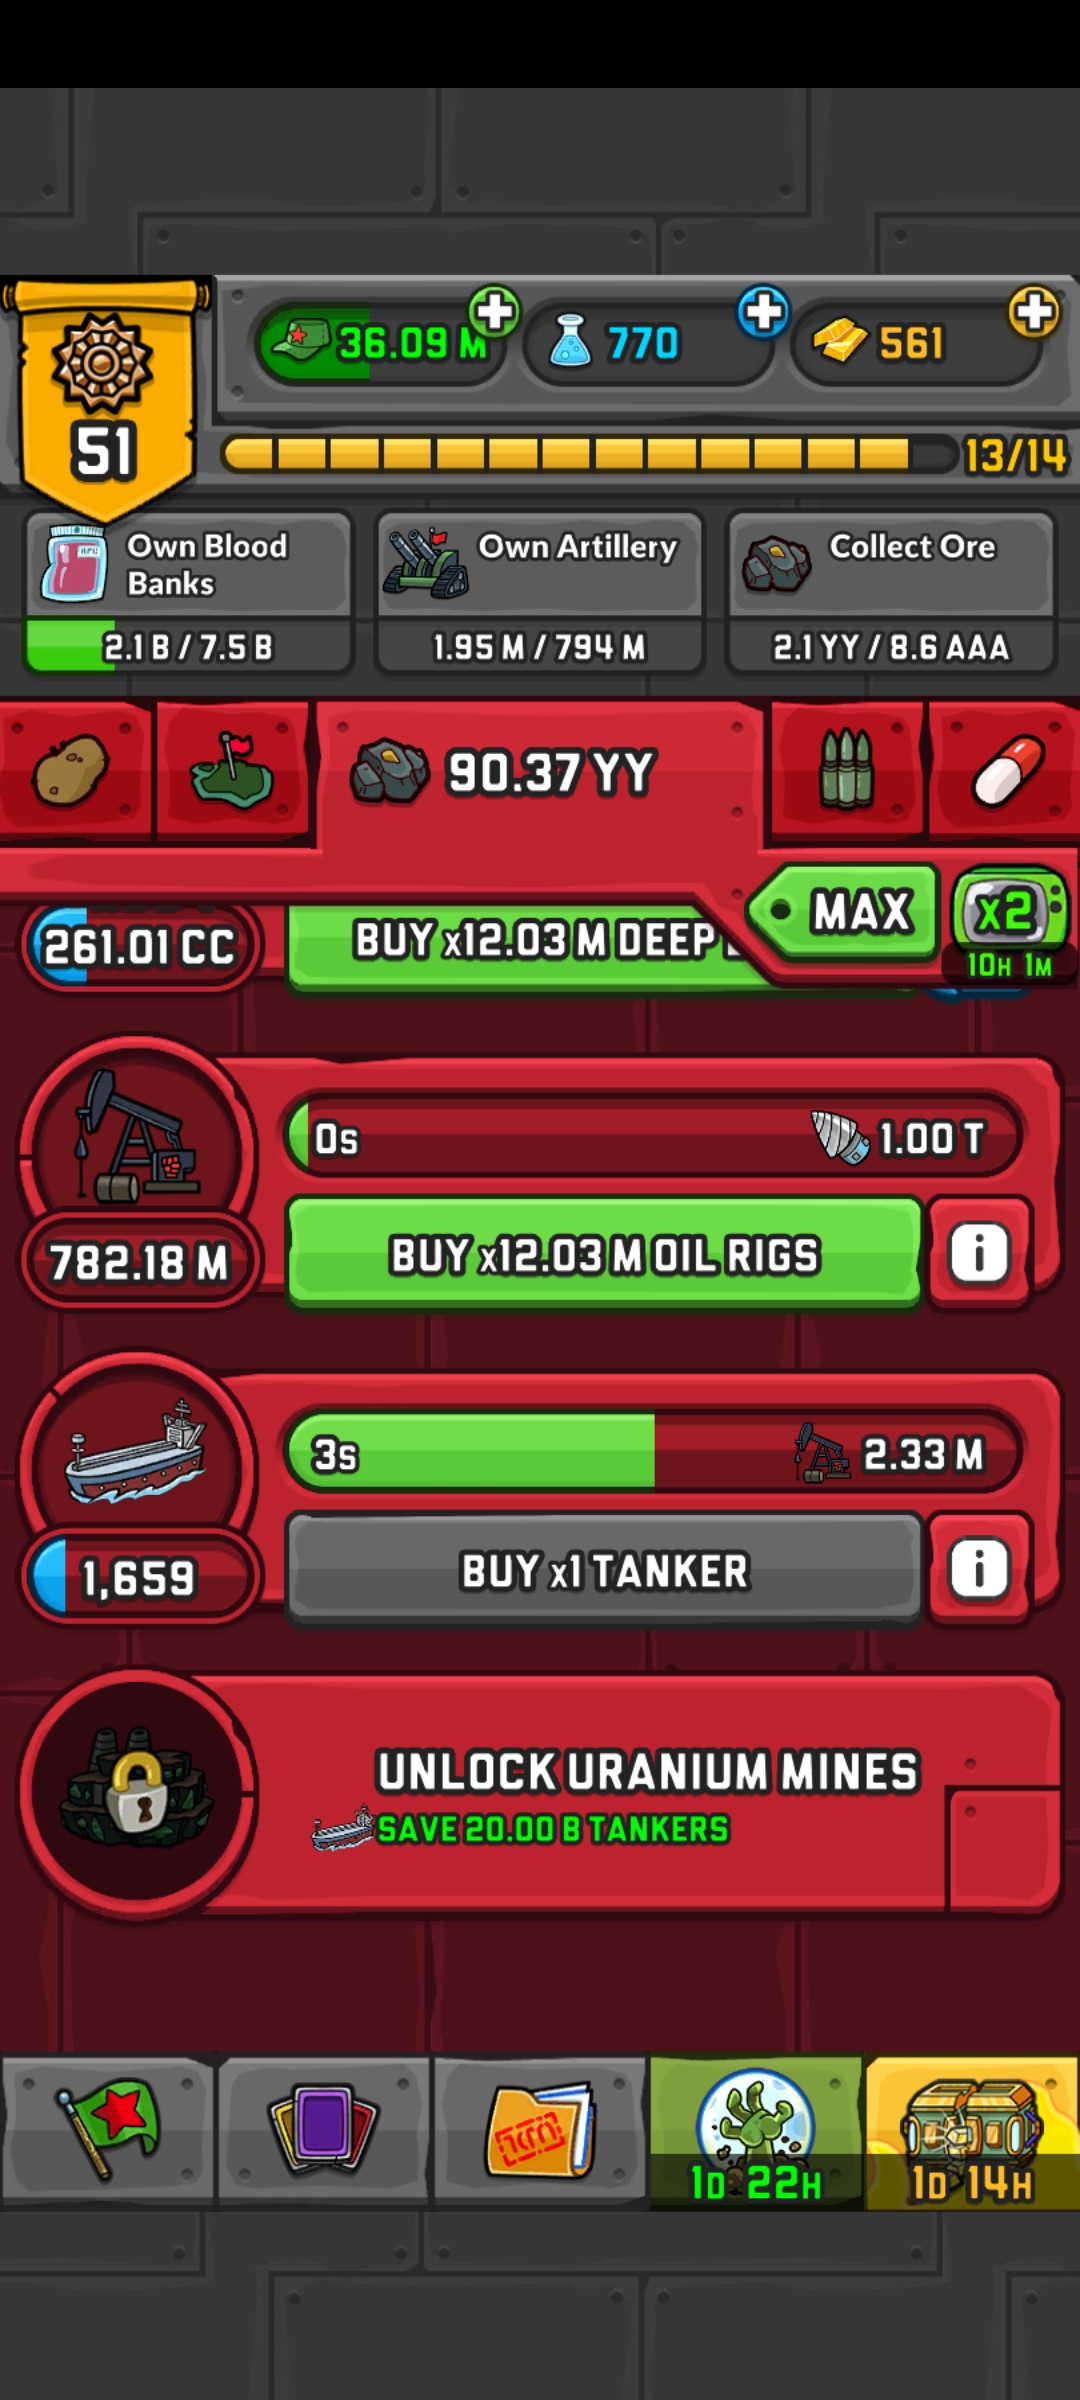 36.09 M
770
561
51
13/14
Own Blood
Banks
2.1 B / 7.5 B
Own Artillery
1.95 M / 794 M
Collect Ore
2.1 YY / 8.6 AAA
90.37 YY
MAX
x2
10H 1M
261.01 CC
BUY x12.03 M DEEP
0s
1.00 T
782.18 M
BUY x12.03 M OIL RIGS
i
3s
2.33 M
1,659
BUY x1 TANKER
i
UNLOCK URANIUM MINES
SAVE 20.00 B TANKERS
1D 22H
1D 14H